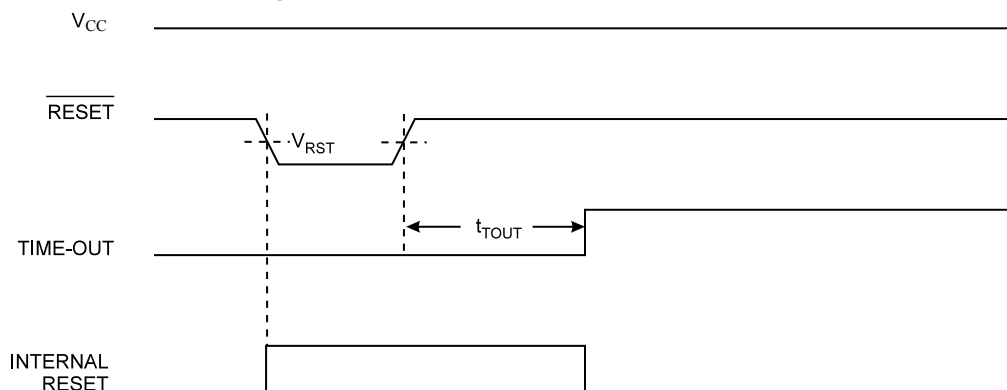 VCC
RESET
VRST
tTOUT
TIME-OUT
INTERNAL
RESET